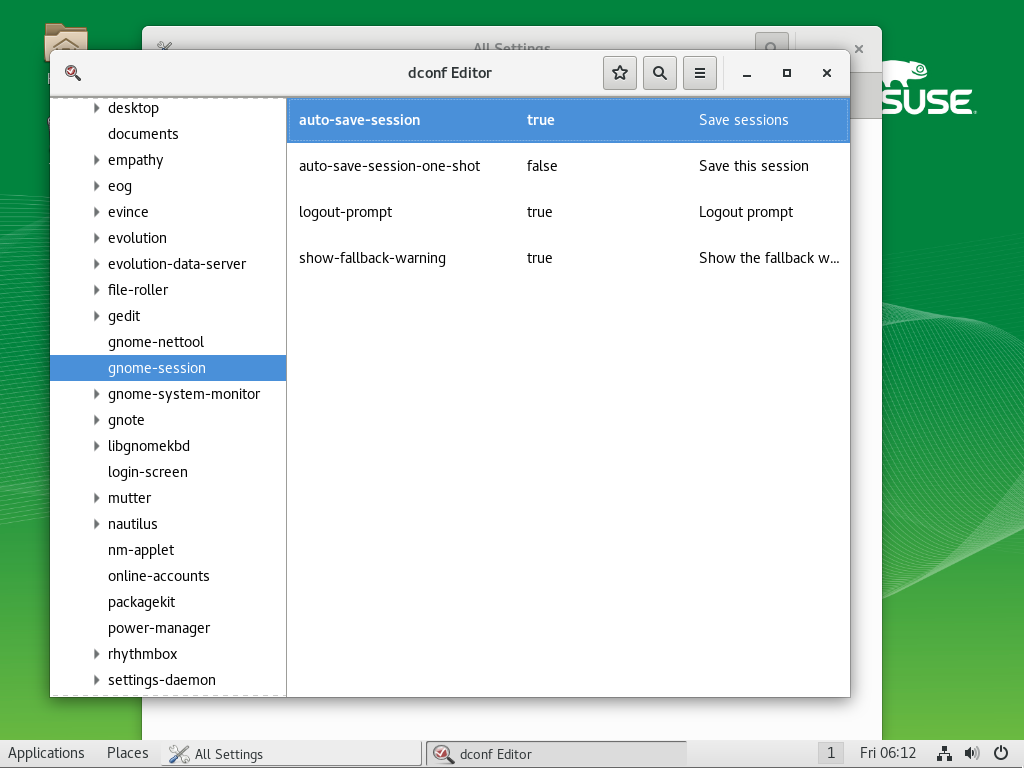 All Settings
dconf Editor
SUSE
desktop
documents
empathy
eog
evince
evolution
evolution-data-server
file-roller
gedit
gnome-nettool
gnome-session
gnome-system-monitor
gnote
libgnomekbd
login-screen
mutter
nautilus
nm-applet
online-accounts
packagekit
power-manager
rhythmbox
settings-daemon
auto-save-session true Save sessions
auto-save-session-one-shot false Save this session
logout-prompt true Logout prompt
show-fallback-warning true Show the fallback w...
Applications Places All Settings dconf Editor 1 Fri 06:12